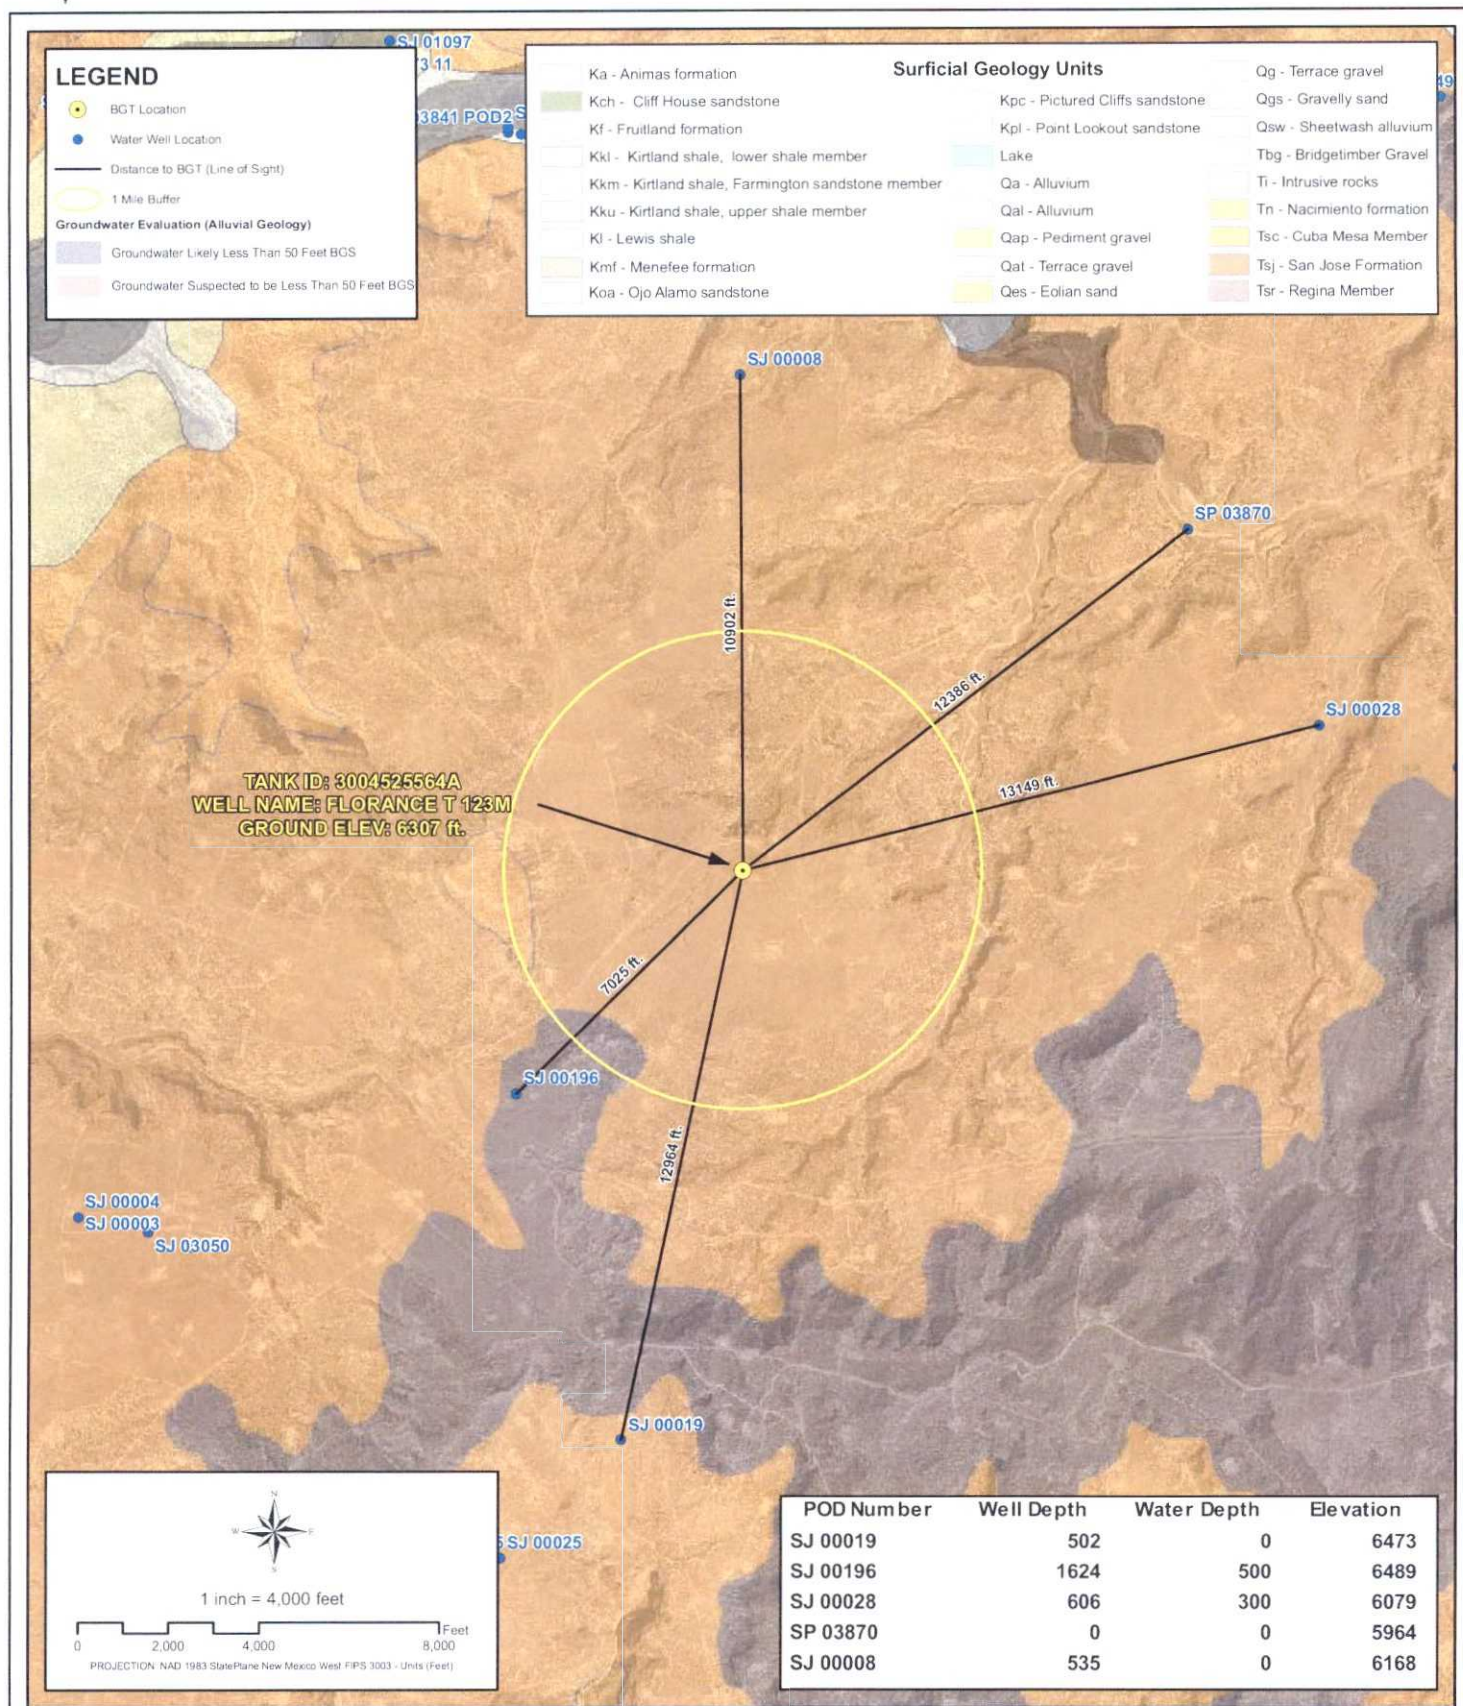 SJ 01097
73 11
3841 POD2
LEGEND
BGT Location
Water Well Location
Distance to BGT (Line of Sight)
1 Mile Buffer
Groundwater Evaluation (Alluvial Geology)
Groundwater Likely Less Than 50 Feet BGS
Groundwater Suspected to be Less Than 50 Feet BGS
Surficial Geology Units
Ka - Animas formation
Kch - Cliff House sandstone
Kf - Fruitland formation
Kkl - Kirtland shale, lower shale member
Kkm - Kirtland shale, Farmington sandstone member
Kku - Kirtland shale, upper shale member
Kl - Lewis shale
Kmf - Menefee formation
Koa - Ojo Alamo sandstone
Kpc - Pictured Cliffs sandstone
Kpl - Point Lookout sandstone
Lake
Qa - Alluvium
Qal - Alluvium
Qap - Pediment gravel
Qat - Terrace gravel
Qes - Eolian sand
Qg - Terrace gravel
Qgs - Gravelly sand
Qsw - Sheetwash alluvium
Tbg - Bridgetimber Gravel
Ti - Intrusive rocks
Tn - Nacimiento formation
Tsc - Cuba Mesa Member
Tsj - San Jose Formation
Tsr - Regina Member
49
SJ 00008
SP 03870
10902 ft.
12386 ft.
SJ 00028
13149 ft.
TANK ID: 3004525564A
WELL NAME: FLORANCE T 123M
GROUND ELEV: 6307 ft.
7025 ft.
SJ 00196
12964 ft.
SJ 00004
SJ 00003
SJ 03050
SJ 00019
5 SJ 00025
N
W E
S
1 inch = 4,000 feet
Feet
0 2,000 4,000 8,000
PROJECTION: NAD 1983 StatePlane New Mexico West FIPS 3003 - Units (Feet)
POD Number Well Depth Water Depth Elevation
SJ 00019 502 0 6473
SJ 00196 1624 500 6489
SJ 00028 606 300 6079
SP 03870 0 0 5964
SJ 00008 535 0 6168